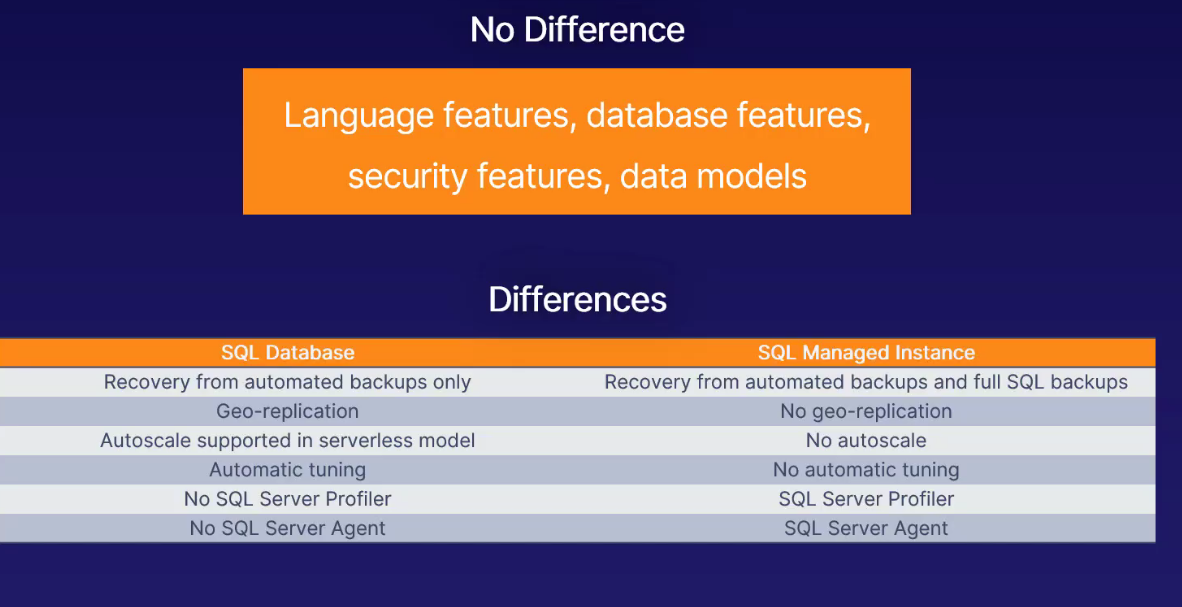 No Difference
Language features, database features,
security features, data models
Differences
SQL Database SQL Managed Instance
Recovery from automated backups only Recovery from automated backups and full SQL backups
Geo-replication No geo-replication
Autoscale supported in serverless model No autoscale
Automatic tuning No automatic tuning
No SQL Server Profiler SQL Server Profiler
No SQL Server Agent SQL Server Agent